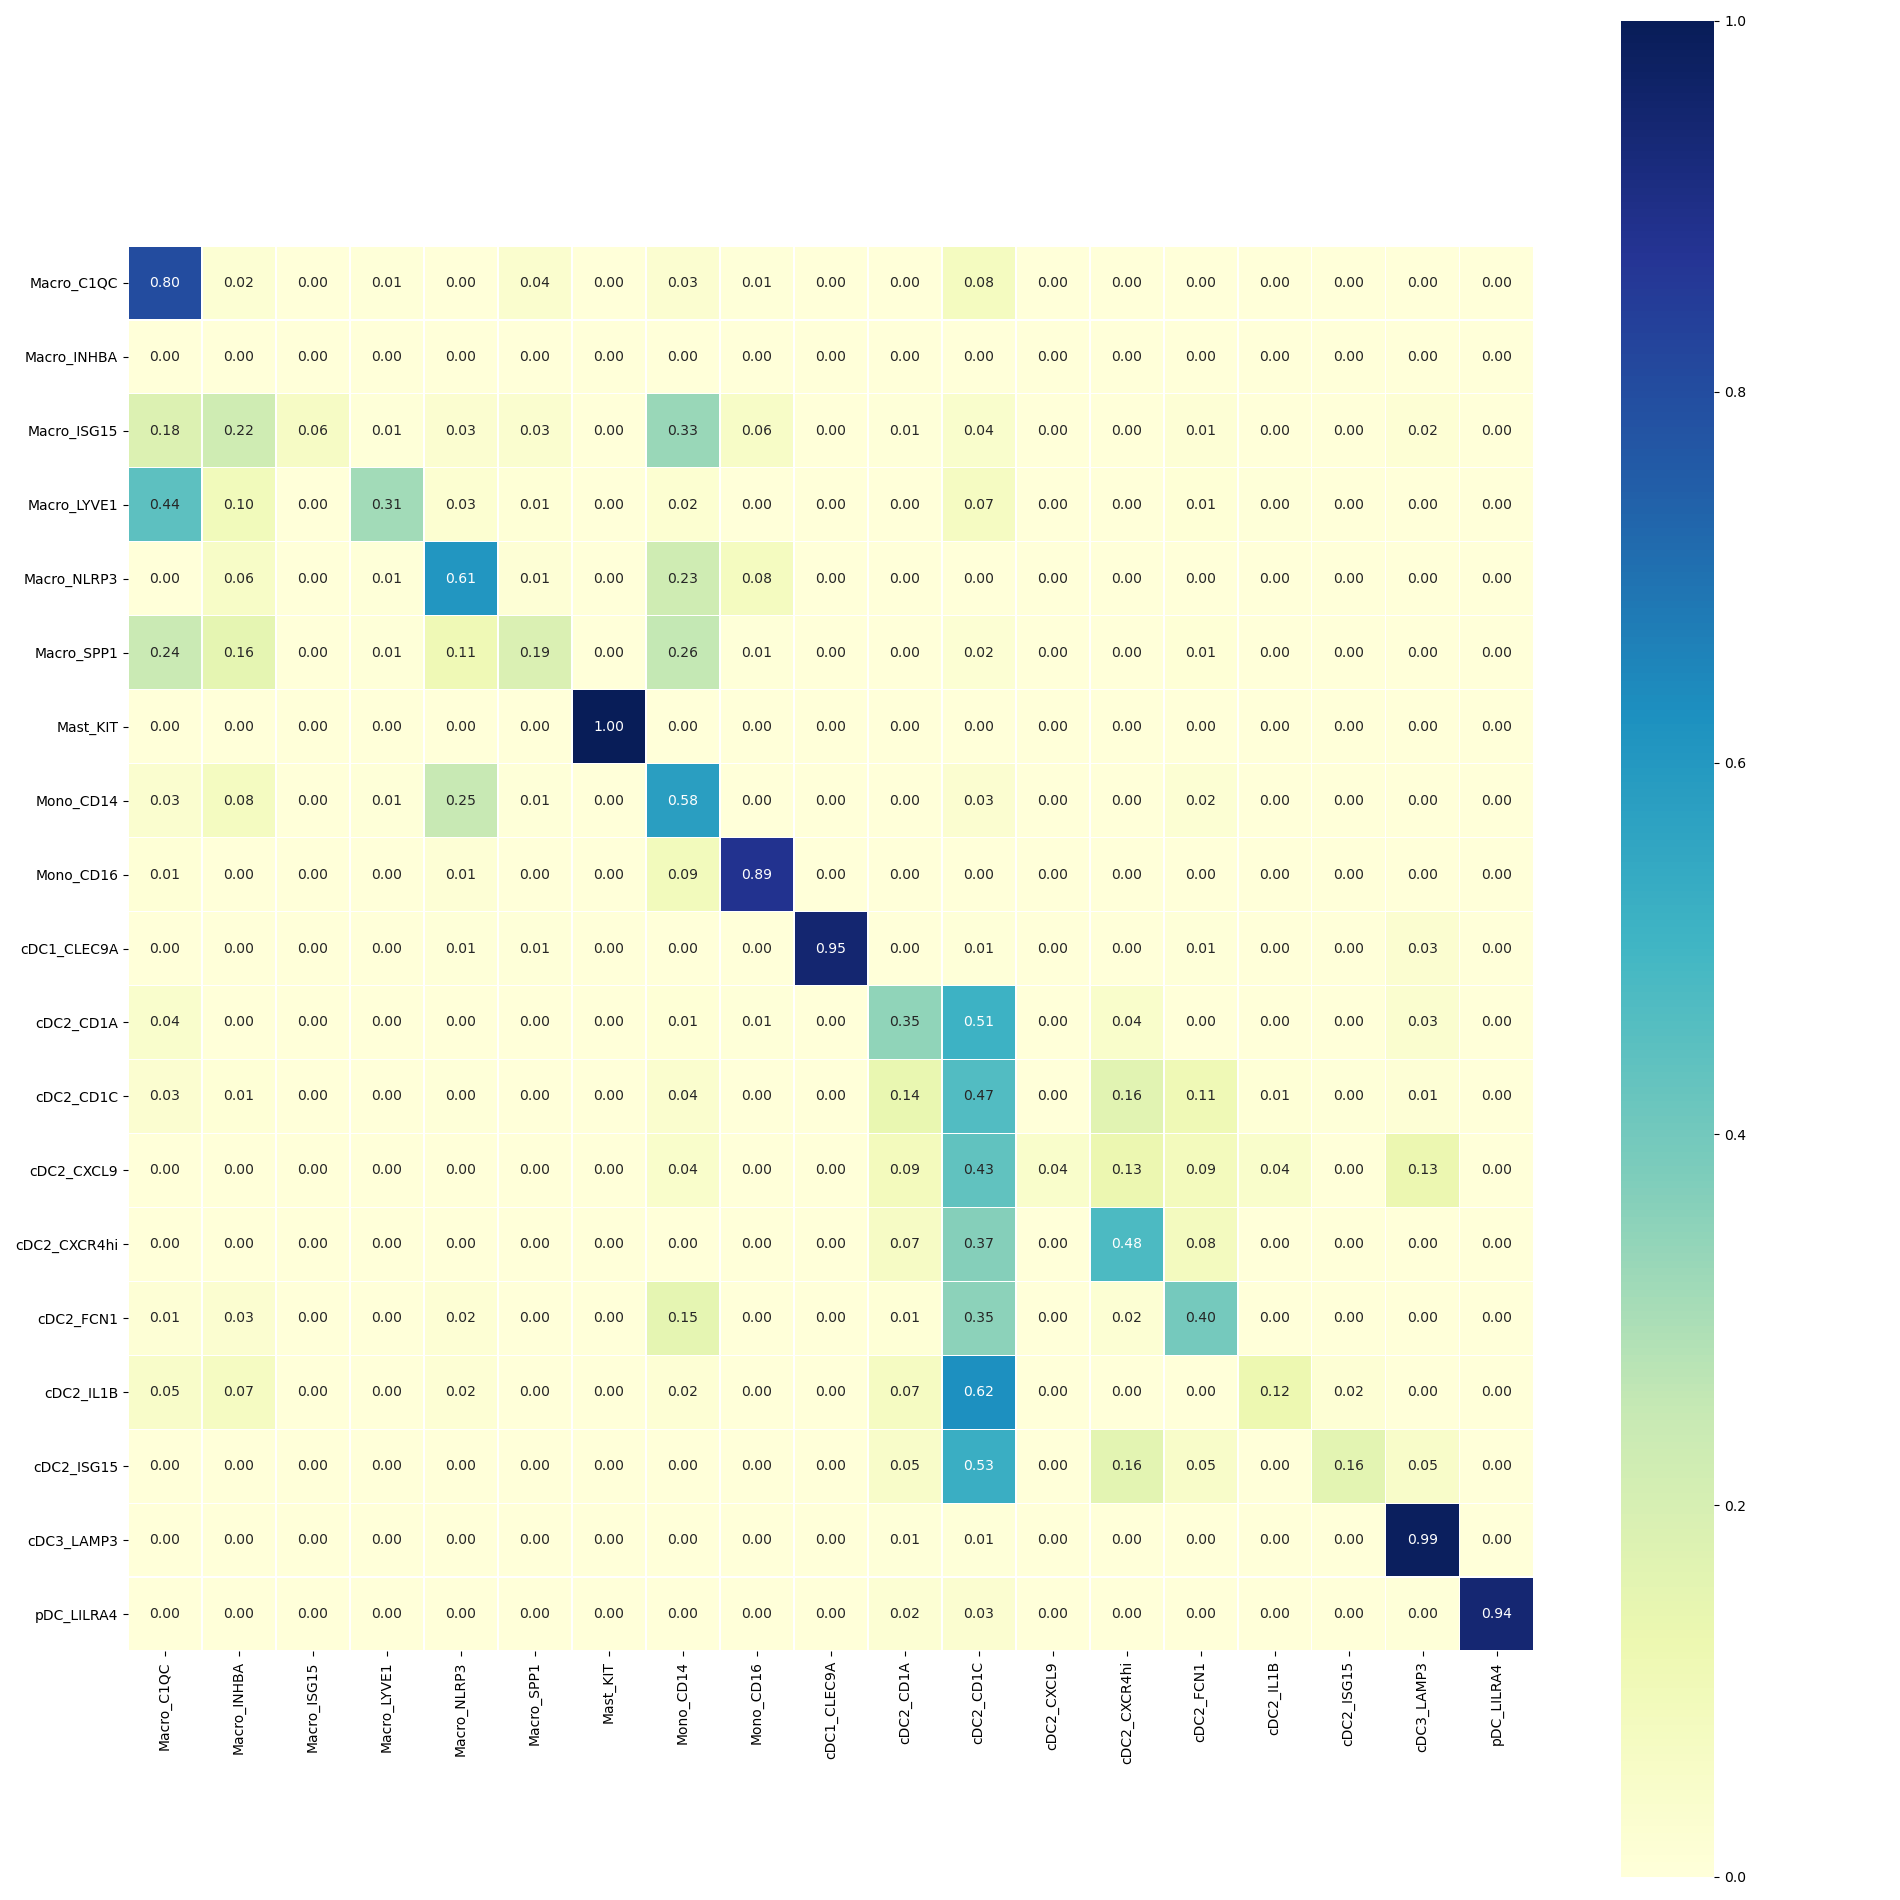 1.0
0.8
0.6
0.4
0.2
0.0
Macro_C1QC 0.80 0.02 0.00 0.01 0.00 0.04 0.00 0.03 0.01 0.00 0.00 0.08 0.00 0.00 0.00 0.00 0.00 0.00 0.00
Macro_INHBA 0.00 0.00 0.00 0.00 0.00 0.00 0.00 0.00 0.00 0.00 0.00 0.00 0.00 0.00 0.00 0.00 0.00 0.00 0.00
Macro_ISG15 0.18 0.22 0.06 0.01 0.03 0.03 0.00 0.33 0.06 0.00 0.01 0.04 0.00 0.00 0.01 0.00 0.00 0.02 0.00
Macro_LYVE1 0.44 0.10 0.00 0.31 0.03 0.01 0.00 0.02 0.00 0.00 0.00 0.07 0.00 0.00 0.01 0.00 0.00 0.00 0.00
Macro_NLRP3 0.00 0.06 0.00 0.01 0.61 0.01 0.00 0.23 0.08 0.00 0.00 0.00 0.00 0.00 0.00 0.00 0.00 0.00 0.00
Macro_SPP1 0.24 0.16 0.00 0.01 0.11 0.19 0.00 0.26 0.01 0.00 0.00 0.02 0.00 0.00 0.01 0.00 0.00 0.00 0.00
Mast_KIT 0.00 0.00 0.00 0.00 0.00 0.00 1.00 0.00 0.00 0.00 0.00 0.00 0.00 0.00 0.00 0.00 0.00 0.00 0.00
Mono_CD14 0.03 0.08 0.00 0.01 0.25 0.01 0.00 0.58 0.00 0.00 0.00 0.03 0.00 0.00 0.02 0.00 0.00 0.00 0.00
Mono_CD16 0.01 0.00 0.00 0.00 0.01 0.00 0.00 0.09 0.89 0.00 0.00 0.00 0.00 0.00 0.00 0.00 0.00 0.00 0.00
cDC1_CLEC9A 0.00 0.00 0.00 0.00 0.01 0.01 0.00 0.00 0.00 0.95 0.00 0.01 0.00 0.00 0.01 0.00 0.00 0.03 0.00
cDC2_CD1A 0.04 0.00 0.00 0.00 0.00 0.00 0.00 0.01 0.01 0.00 0.35 0.51 0.00 0.04 0.00 0.00 0.00 0.03 0.00
cDC2_CD1C 0.03 0.01 0.00 0.00 0.00 0.00 0.00 0.04 0.00 0.00 0.14 0.47 0.00 0.16 0.11 0.01 0.00 0.01 0.00
cDC2_CXCL9 0.00 0.00 0.00 0.00 0.00 0.00 0.00 0.04 0.00 0.00 0.09 0.43 0.04 0.13 0.09 0.04 0.00 0.13 0.00
cDC2_CXCR4hi 0.00 0.00 0.00 0.00 0.00 0.00 0.00 0.00 0.00 0.00 0.07 0.37 0.00 0.48 0.08 0.00 0.00 0.00 0.00
cDC2_FCN1 0.01 0.03 0.00 0.00 0.02 0.00 0.00 0.15 0.00 0.00 0.01 0.35 0.00 0.02 0.40 0.00 0.00 0.00 0.00
cDC2_IL1B 0.05 0.07 0.00 0.00 0.02 0.00 0.00 0.02 0.00 0.00 0.07 0.62 0.00 0.00 0.00 0.12 0.02 0.00 0.00
cDC2_ISG15 0.00 0.00 0.00 0.00 0.00 0.00 0.00 0.00 0.00 0.00 0.05 0.53 0.00 0.16 0.05 0.00 0.16 0.05 0.00
cDC3_LAMP3 0.00 0.00 0.00 0.00 0.00 0.00 0.00 0.00 0.00 0.00 0.01 0.01 0.00 0.00 0.00 0.00 0.00 0.99 0.00
pDC_LILRA4 0.00 0.00 0.00 0.00 0.00 0.00 0.00 0.00 0.00 0.00 0.02 0.03 0.00 0.00 0.00 0.00 0.00 0.00 0.94
Macro_C1QC
Macro_INHBA
Macro_ISG15
Macro_LYVE1
Macro_NLRP3
Macro_SPP1
Mast_KIT
Mono_CD14
Mono_CD16
cDC1_CLEC9A
cDC2_CD1A
cDC2_CD1C
cDC2_CXCL9
cDC2_CXCR4hi
cDC2_FCN1
cDC2_IL1B
cDC2_ISG15
cDC3_LAMP3
pDC_LILRA4